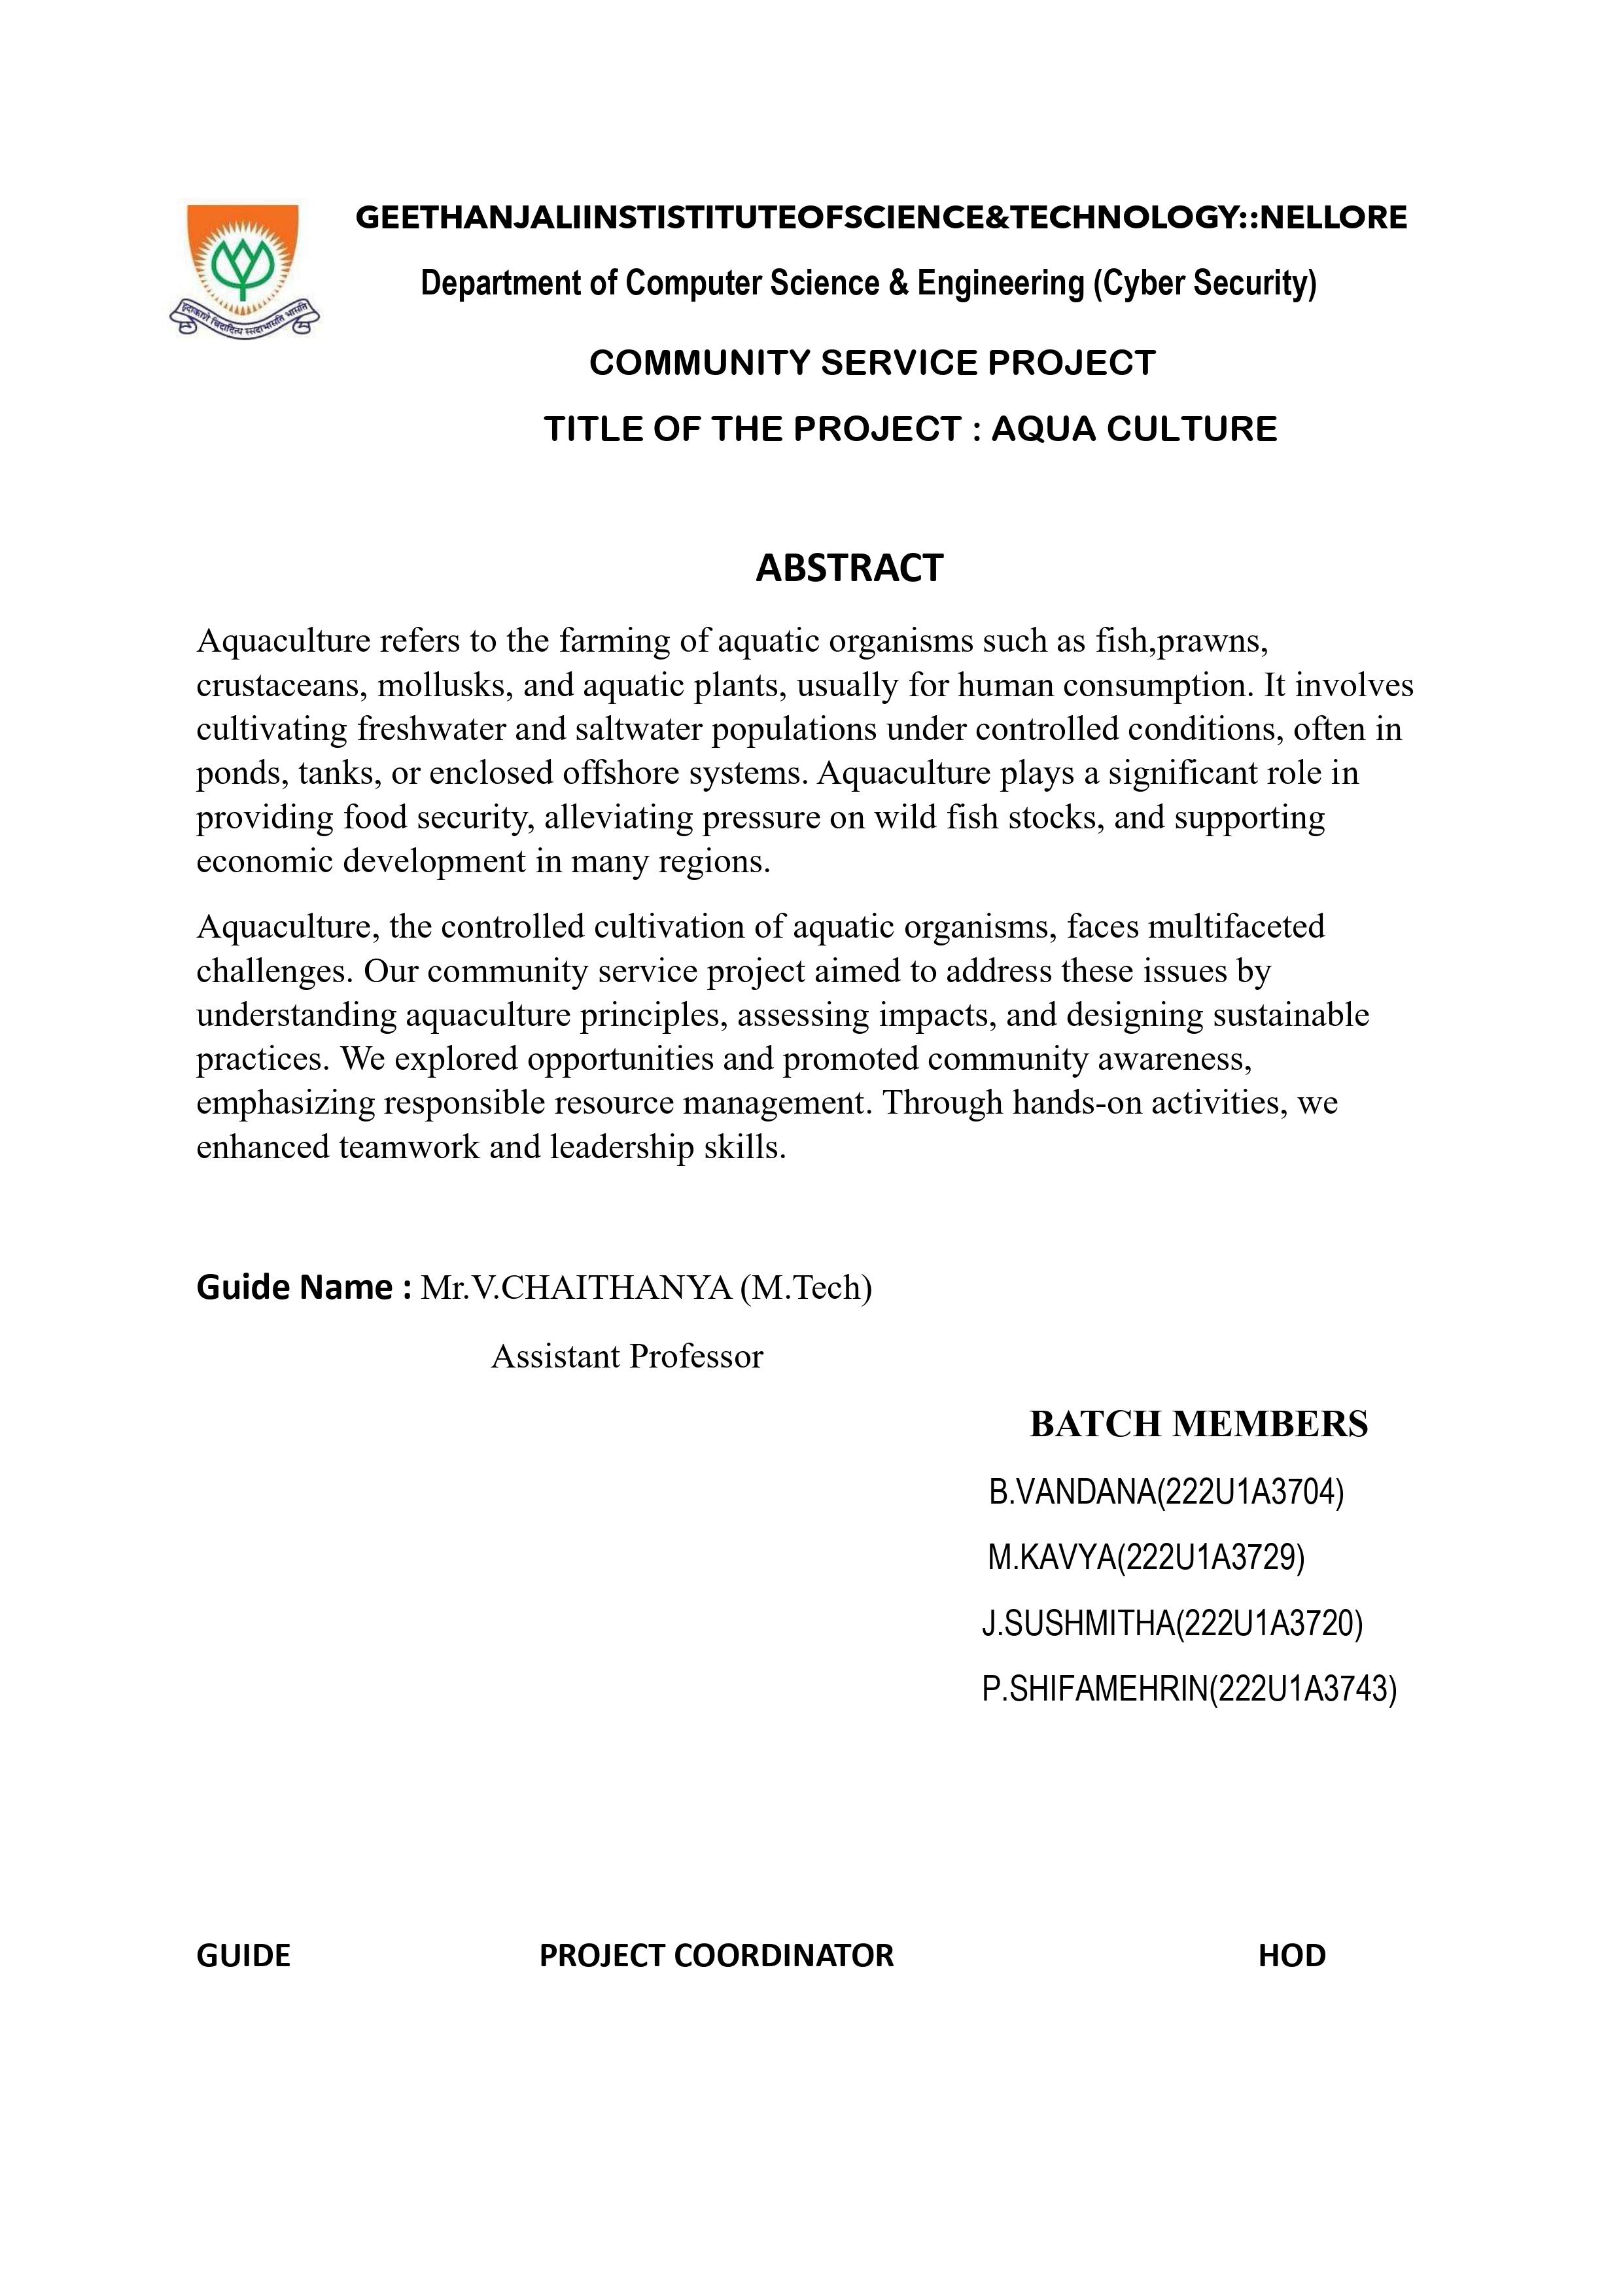 GEETHANJALIINSTISTITUTEOFSCIENCE&TECHNOLOGY::NELLORE
Department of Computer Science & Engineering (Cyber Security)
COMMUNITY SERVICE PROJECT
TITLE OF THE PROJECT : AQUA CULTURE
ABSTRACT
Aquaculture refers to the farming of aquatic organisms such as fish,prawns,
crustaceans, mollusks, and aquatic plants, usually for human consumption. It involves
cultivating freshwater and saltwater populations under controlled conditions, often in
ponds, tanks, or enclosed offshore systems. Aquaculture plays a significant role in
providing food security, alleviating pressure on wild fish stocks, and supporting
economic development in many regions.
Aquaculture, the controlled cultivation of aquatic organisms, faces multifaceted
challenges. Our community service project aimed to address these issues by
understanding aquaculture principles, assessing impacts, and designing sustainable
practices. We explored opportunities and promoted community awareness,
emphasizing responsible resource management. Through hands-on activities, we
enhanced teamwork and leadership skills.
Guide Name : Mr.V.CHAITHANYA (M.Tech)
Assistant Professor
BATCH MEMBERS
B.VANDANA(222U1A3704)
M.KAVYA(222U1A3729)
J.SUSHMITHA(222U1A3720)
P.SHIFAMEHRIN(222U1A3743)
GUIDE PROJECT COORDINATOR HOD